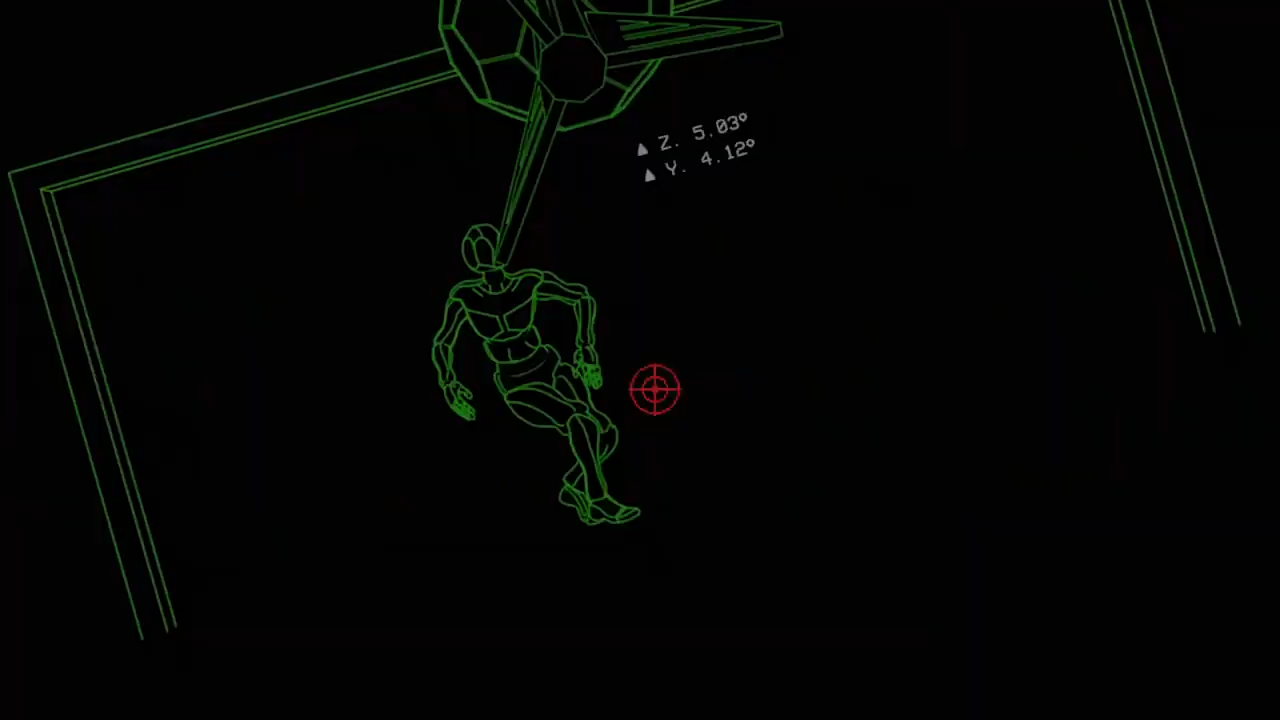 ▲ Z. 5.03°
▲ Y. 4.12°